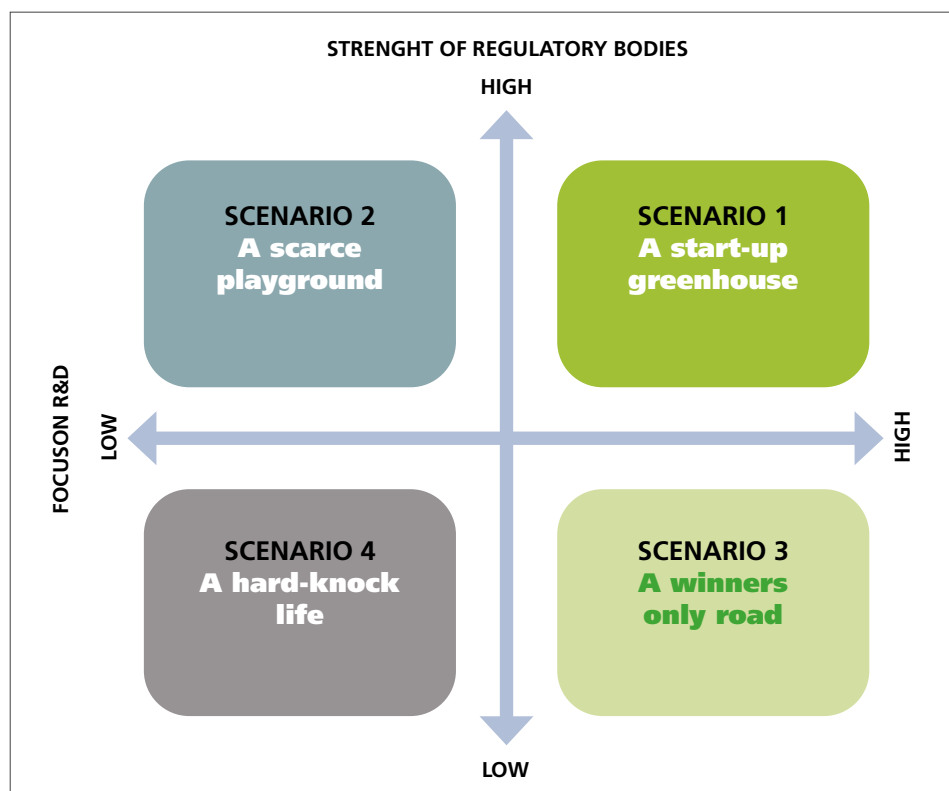 STRENGHT OF REGULATORY BODIES
HIGH
SCENARIO 2
A scarce
playground
SCENARIO 1
A start-up
greenhouse
FOCUSON R&D
LOW
HIGH
SCENARIO 4
A hard-knock
life
SCENARIO 3
A winners
only road
LOW